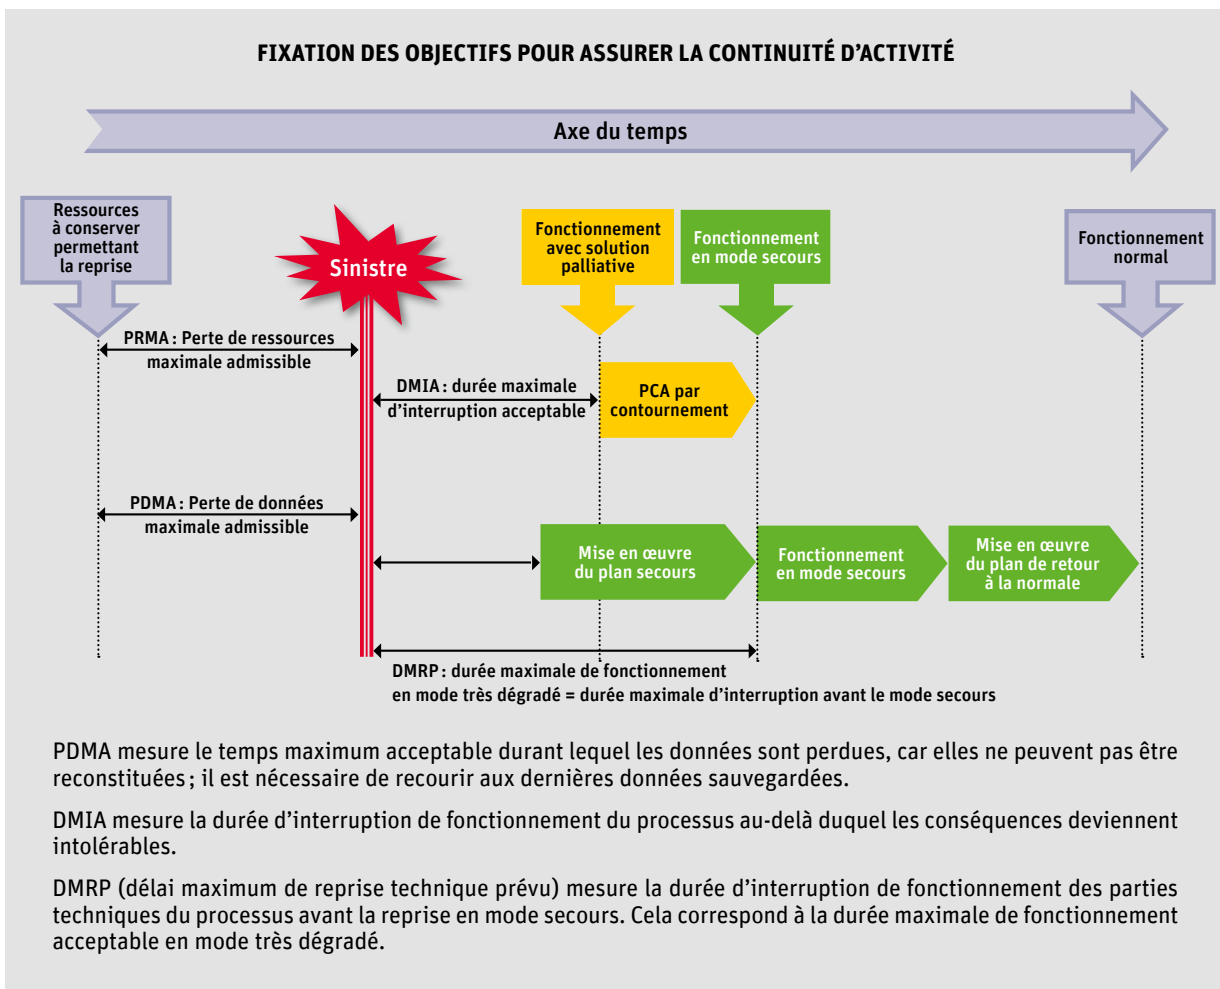 FIXATION DES OBJECTIFS POUR ASSURER LA CONTINUITÉ D’ACTIVITÉ
Axe du temps
Ressources
à conserver
permettant
la reprise
Sinistre
Fonctionnement
avec solution
palliative
Fonctionnement
en mode secours
Fonctionnement
normal
PRMA : Perte de ressources
maximale admissible
DMIA : durée maximale
d’interruption acceptable
PCA par
contournement
PDMA : Perte de données
maximale admissible
Mise en œuvre
du plan secours
Fonctionnement
en mode secours
Mise en œuvre
du plan de retour
à la normale
DMRP : durée maximale de fonctionnement
en mode très dégradé = durée maximale d’interruption avant le mode secours
PDMA mesure le temps maximum acceptable durant lequel les données sont perdues, car elles ne peuvent pas être
reconstituées ; il est nécessaire de recourir aux dernières données sauvegardées.
DMIA mesure la durée d’interruption de fonctionnement du processus au-delà duquel les conséquences deviennent
intolérables.
DMRP (délai maximum de reprise technique prévu) mesure la durée d’interruption de fonctionnement des parties
techniques du processus avant la reprise en mode secours. Cela correspond à la durée maximale de fonctionnement
acceptable en mode très dégradé.